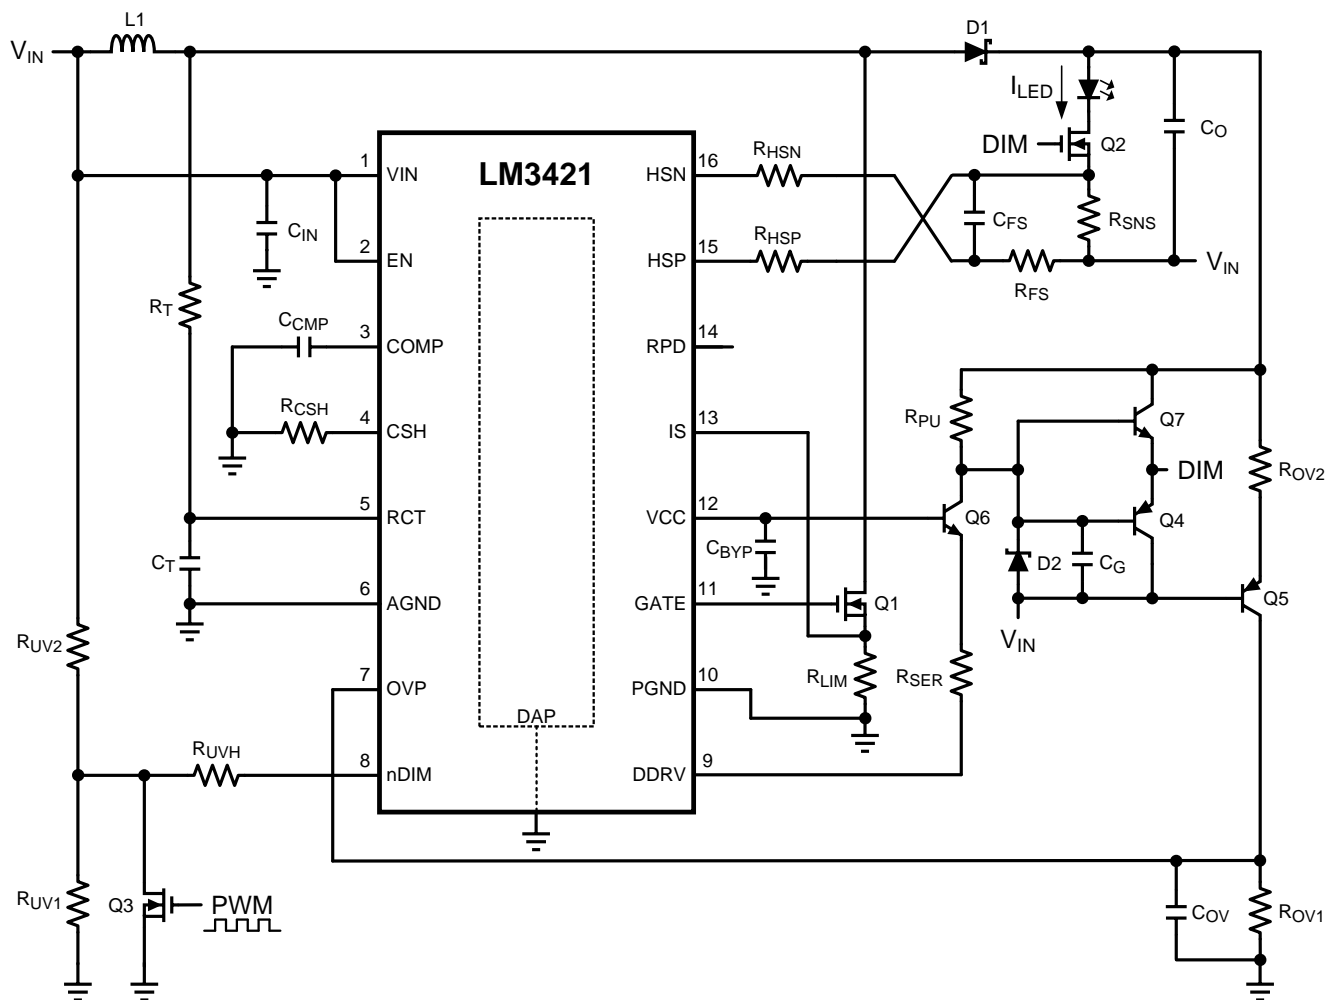 L1
D1
VIN
ILED
CO
DIM
Q2
RHSN
16
1
VIN
LM3421
HSN
CIN
CFS
RSNS
RHSP
15
2
EN
HSP
VIN
RFS
RT
CCMP
3
COMP
RPD
14
RCSH
4
CSH
IS
13
RPU
Q7
DIM
ROV2
5
RCT
VCC
12
Q6
Q4
CT
CBYP
D2
CG
6
AGND
GATE
11
Q1
Q5
VIN
RUV2
7
OVP
PGND
10
RLIM
RSER
DAP
RUVH
8
nDIM
DDRV
9
RUV1
Q3
PWM
COV
ROV1